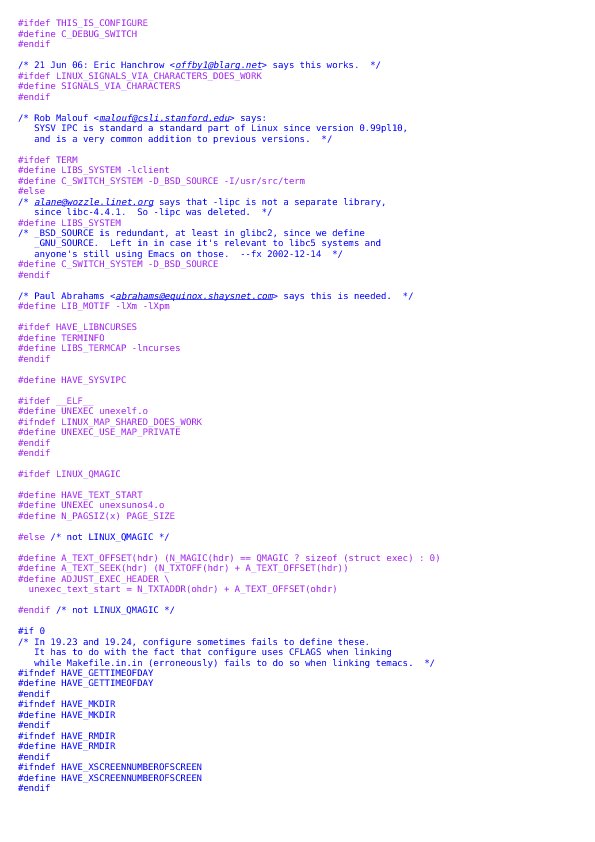 #ifdef THIS_IS_CONFIGURE
#define C_DEBUG_SWITCH
#endif

/* 21 Jun 06: Eric Hanchrow <offby1@blarg.net> says this works.  */
#ifdef LINUX_SIGNALS_VIA_CHARACTERS_DOES_WORK
#define SIGNALS_VIA_CHARACTERS
#endif

/* Rob Malouf <malouf@csli.stanford.edu> says:
   SYSV IPC is standard a standard part of Linux since version 0.99pl10,
   and is a very common addition to previous versions.  */

#ifdef TERM
#define LIBS_SYSTEM -lclient
#define C_SWITCH_SYSTEM -D_BSD_SOURCE -I/usr/src/term
#else
/* alane@wozzle.linet.org says that -lipc is not a separate library,
   since libc-4.4.1.  So -lipc was deleted.  */
#define LIBS_SYSTEM
/* _BSD_SOURCE is redundant, at least in glibc2, since we define
   _GNU_SOURCE.  Left in in case it's relevant to libc5 systems and
   anyone's still using Emacs on those.  --fx 2002-12-14  */
#define C_SWITCH_SYSTEM -D_BSD_SOURCE
#endif

/* Paul Abrahams <abrahams@equinox.shaysnet.com> says this is needed.  */
#define LIB_MOTIF -lXm -lXpm

#ifdef HAVE_LIBNCURSES
#define TERMINFO
#define LIBS_TERMCAP -lncurses
#endif

#define HAVE_SYSVIPC

#ifdef __ELF__
#define UNEXEC unexelf.o
#ifndef LINUX_MAP_SHARED_DOES_WORK
#define UNEXEC_USE_MAP_PRIVATE
#endif
#endif

#ifdef LINUX_QMAGIC

#define HAVE_TEXT_START
#define UNEXEC unexsunos4.o
#define N_PAGSIZ(x) PAGE_SIZE

#else /* not LINUX_QMAGIC */

#define A_TEXT_OFFSET(hdr) (N_MAGIC(hdr) == QMAGIC ? sizeof (struct exec) : 0)
#define A_TEXT_SEEK(hdr) (N_TXTOFF(hdr) + A_TEXT_OFFSET(hdr))
#define ADJUST_EXEC_HEADER \
  unexec_text_start = N_TXTADDR(ohdr) + A_TEXT_OFFSET(ohdr)

#endif /* not LINUX_QMAGIC */

#if 0
/* In 19.23 and 19.24, configure sometimes fails to define these.
   It has to do with the fact that configure uses CFLAGS when linking
   while Makefile.in.in (erroneously) fails to do so when linking temacs.  */
#ifndef HAVE_GETTIMEOFDAY
#define HAVE_GETTIMEOFDAY
#endif
#ifndef HAVE_MKDIR
#define HAVE_MKDIR
#endif
#ifndef HAVE_RMDIR
#define HAVE_RMDIR
#endif
#ifndef HAVE_XSCREENNUMBEROFSCREEN
#define HAVE_XSCREENNUMBEROFSCREEN
#endif